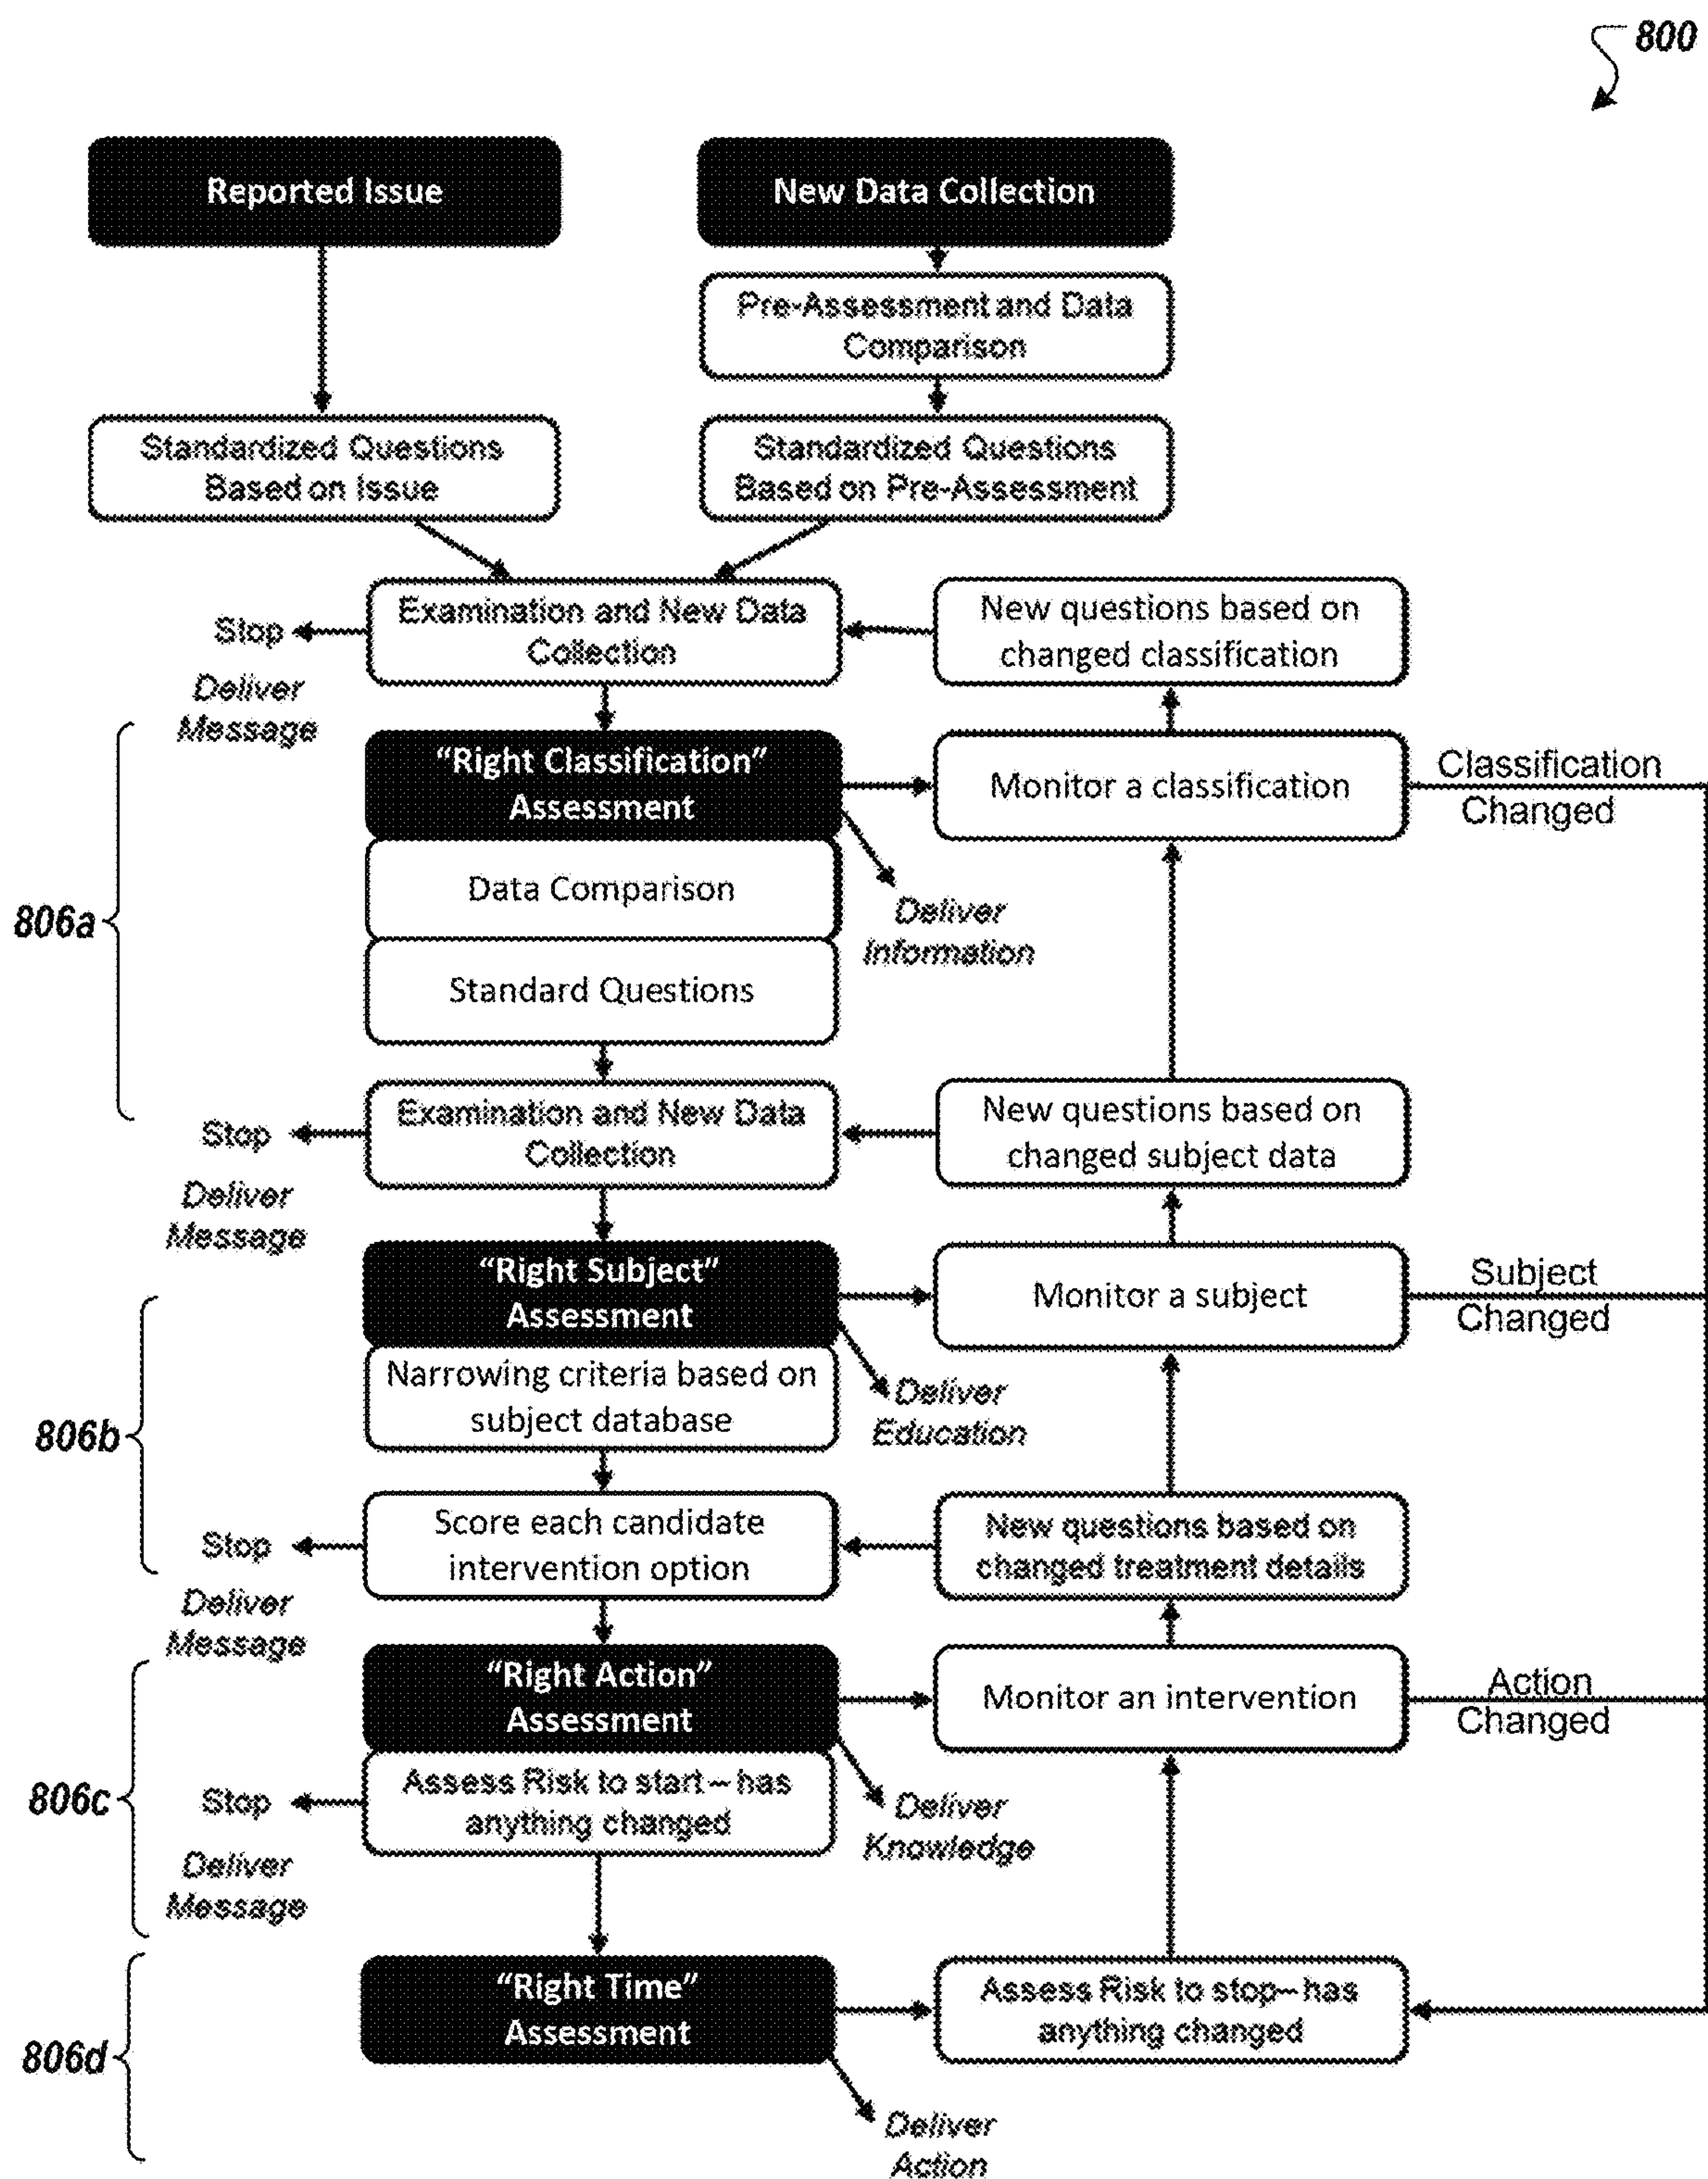 800
Reported Issue
New Data Collection
Pre-Assessment and Data
Comparison
Standardized Questions
Based on Issue
Standardized Questions
Based on Pre-Assessment
Stop
Deliver
Message
Examination and New Data
Collection
New questions based on
changed classification
806a
"Right Classification"
Assessment
Monitor a classification
Classification
Changed
Data Comparison
Deliver
Information
Standard Questions
Stop
Deliver
Message
Examination and New Data
Collection
New questions based on
changed subject data
806b
"Right Subject"
Assessment
Monitor a subject
Subject
Changed
Narrowing criteria based on
subject database
Deliver
Education
Stop
Deliver
Message
Score each candidate
intervention option
New questions based on
changed treatment details
806c
"Right Action"
Assessment
Monitor an intervention
Action
Changed
Stop
Deliver
Message
Assess Risk to start – has
anything changed
Deliver
Knowledge
806d
"Right Time"
Assessment
Assess Risk to stop – has
anything changed
Deliver
Action